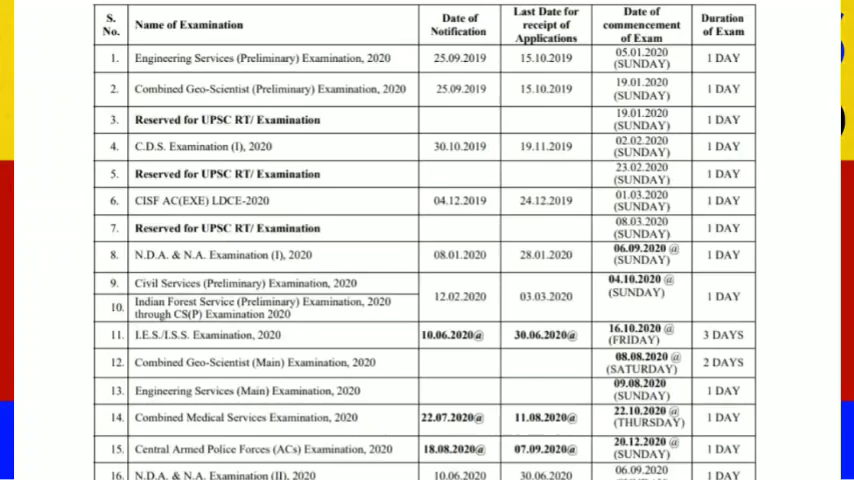 S. No. Name of Examination Date of Notification Last Date for receipt of Applications Date of commencement of Exam Duration of Exam
1. Engineering Services (Preliminary) Examination, 2020 25.09.2019 15.10.2019 05.01.2020 (SUNDAY) 1 DAY
2. Combined Geo-Scientist (Preliminary) Examination, 2020 25.09.2019 15.10.2019 19.01.2020 (SUNDAY) 1 DAY
3. Reserved for UPSC RT/ Examination 19.01.2020 (SUNDAY) 1 DAY
4. C.D.S. Examination (I), 2020 30.10.2019 19.11.2019 02.02.2020 (SUNDAY) 1 DAY
5. Reserved for UPSC RT/ Examination 23.02.2020 (SUNDAY) 1 DAY
6. CISF AC(EXE) LDCE-2020 04.12.2019 24.12.2019 01.03.2020 (SUNDAY) 1 DAY
7. Reserved for UPSC RT/ Examination 08.03.2020 (SUNDAY) 1 DAY
8. N.D.A. & N.A. Examination (I), 2020 08.01.2020 28.01.2020 06.09.2020 @ (SUNDAY) 1 DAY
9. Civil Services (Preliminary) Examination, 2020 12.02.2020 03.03.2020 04.10.2020 @ (SUNDAY) 1 DAY
10. Indian Forest Service (Preliminary) Examination, 2020 through CS(P) Examination 2020
11. I.E.S./I.S.S. Examination, 2020 10.06.2020@ 30.06.2020@ 16.10.2020 @ (FRIDAY) 3 DAYS
12. Combined Geo-Scientist (Main) Examination, 2020 08.08.2020 @ (SATURDAY) 2 DAYS
13. Engineering Services (Main) Examination, 2020 09.08.2020 (SUNDAY) 1 DAY
14. Combined Medical Services Examination, 2020 22.07.2020@ 11.08.2020@ 22.10.2020 @ (THURSDAY) 1 DAY
15. Central Armed Police Forces (ACs) Examination, 2020 18.08.2020@ 07.09.2020@ 20.12.2020 @ (SUNDAY) 1 DAY
16. N.D.A. & N.A. Examination (II), 2020 10.06.2020 30.06.2020 06.09.2020 1 DAY